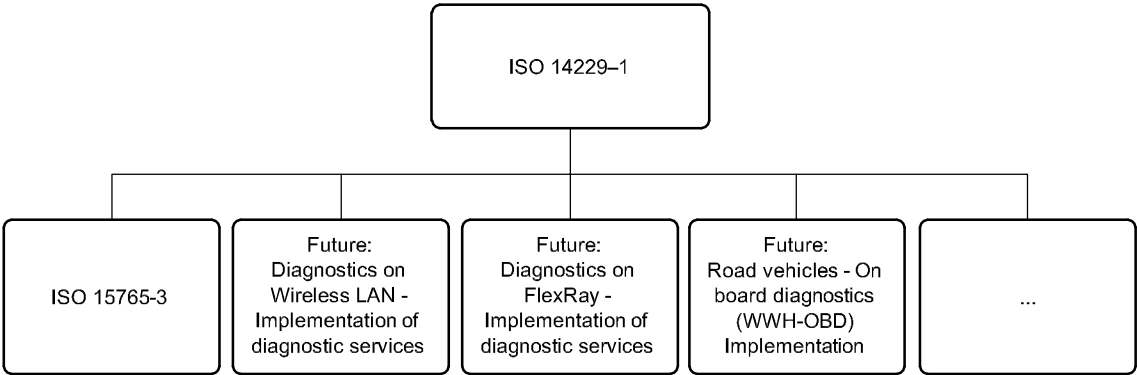 ISO 14229–1
ISO 15765-3
Future:
Diagnostics on
Wireless LAN -
Implementation of
diagnostic services
Future:
Diagnostics on
FlexRay -
Implementation of
diagnostic services
Future:
Road vehicles - On
board diagnostics
(WWH-OBD)
Implementation
...